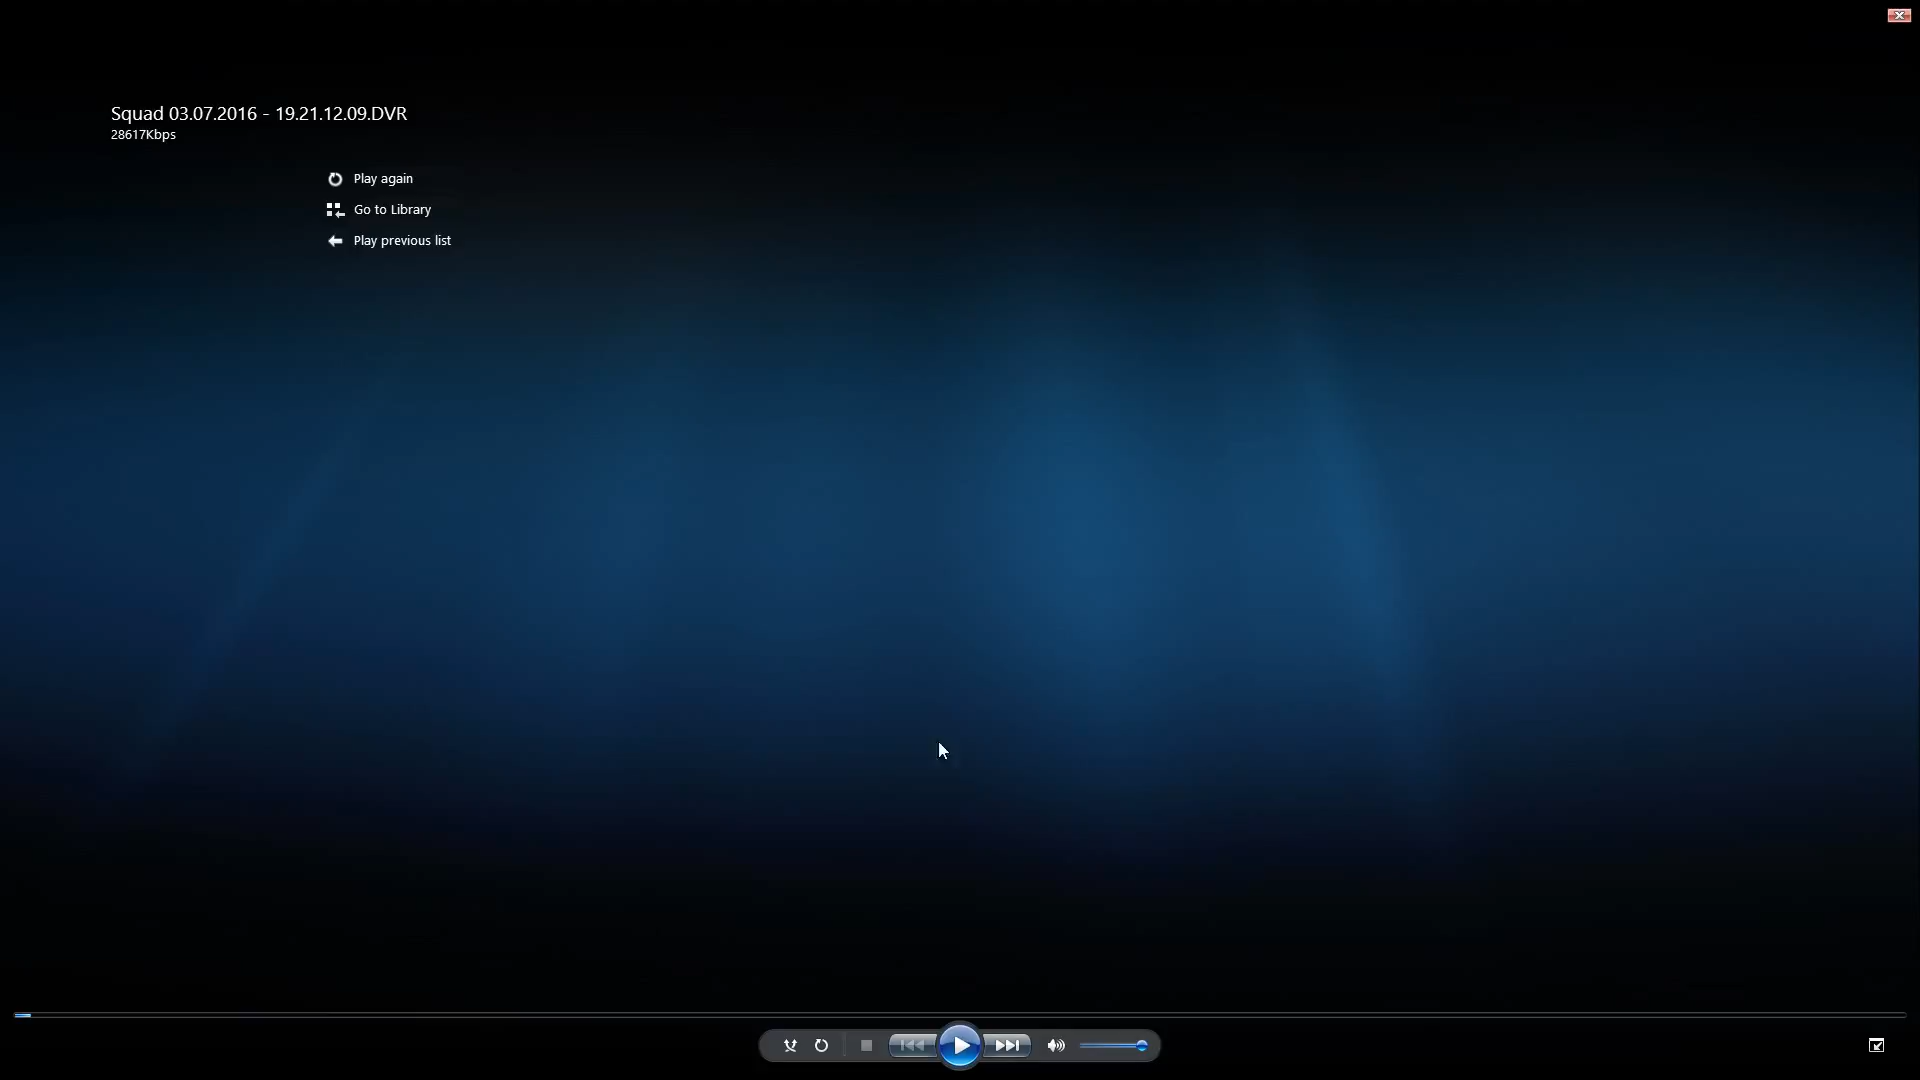 Squad 03.07.2016 - 19.21.12.09.DVR
28617Kbps
Play again
Go to Library
Play previous list